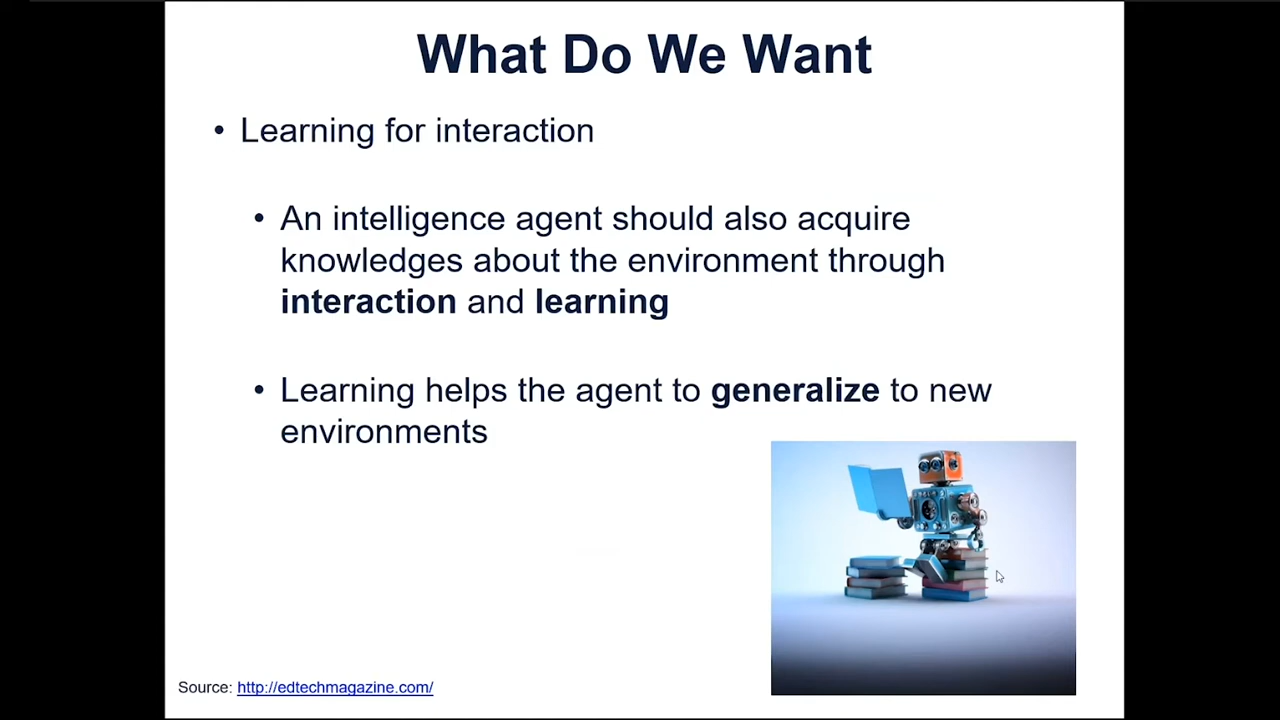 What Do We Want
• Learning for interaction
• An intelligence agent should also acquire
knowledges about the environment through
interaction and learning
• Learning helps the agent to generalize to new
environments
Source: http://edtechmagazine.com/